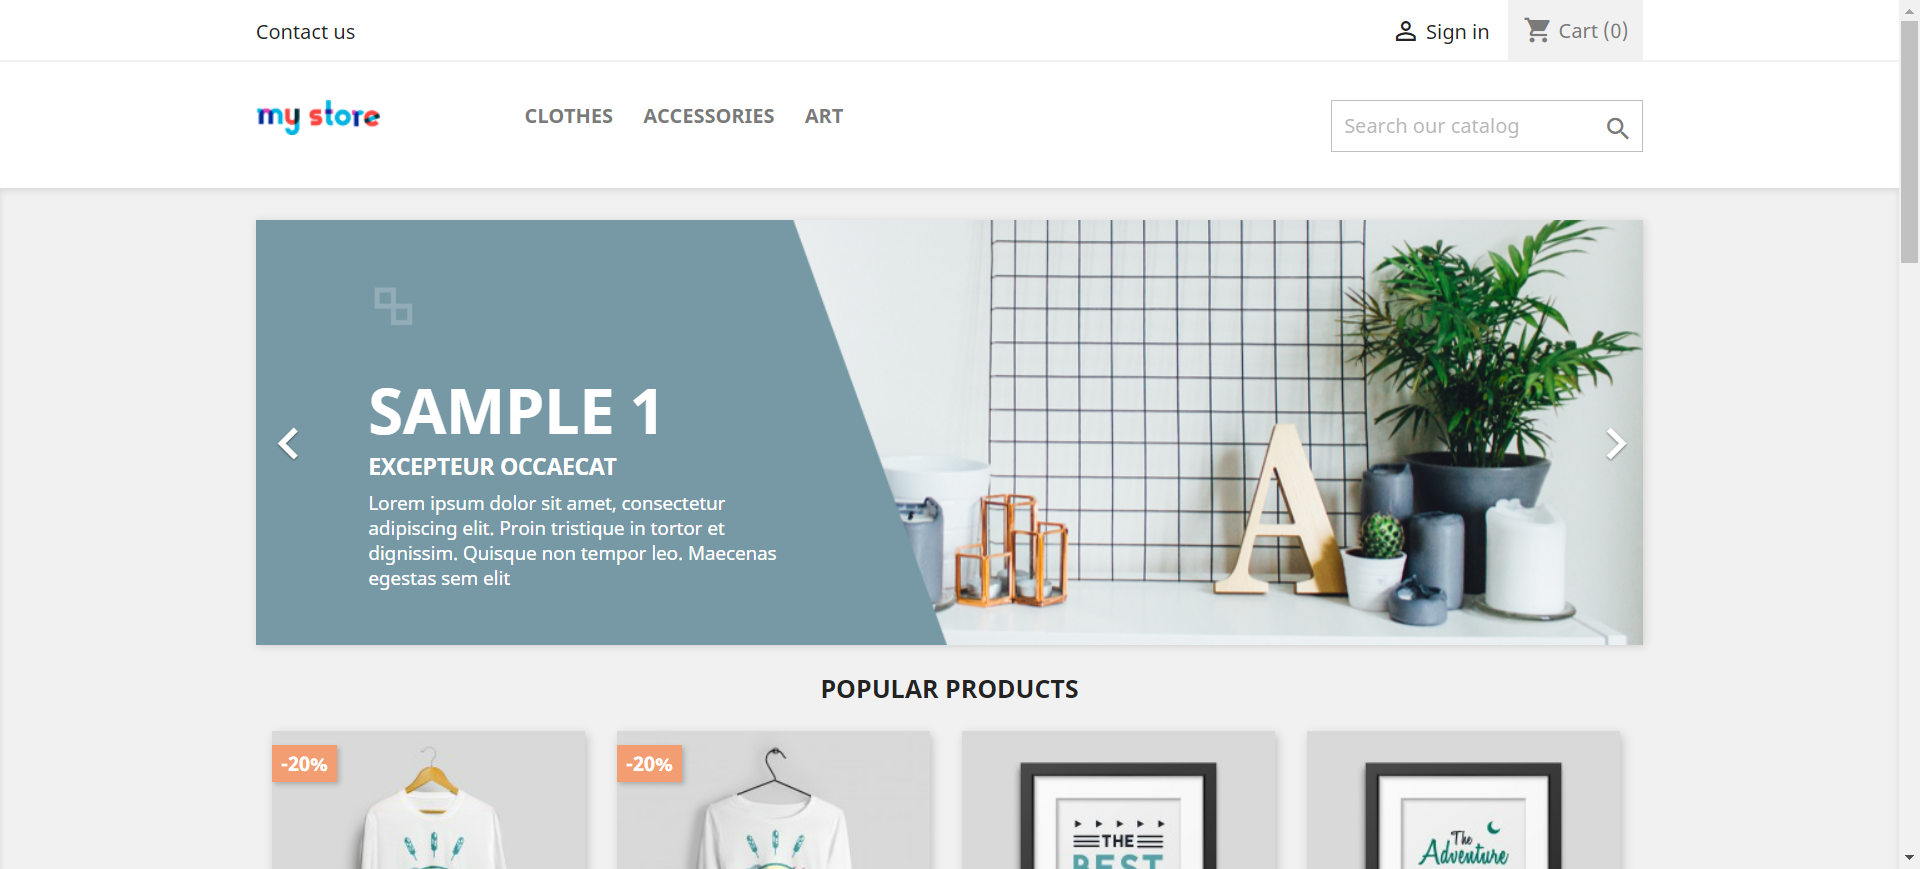 Contact us
Sign in
Cart (0)
my store
CLOTHES
ACCESSORIES
ART
Search our catalog
SAMPLE 1
EXCEPTEUR OCCAECAT
Lorem ipsum dolor sit amet, consectetur
adipiscing elit. Proin tristique in tortor et
dignissim. Quisque non tempor leo. Maecenas
egestas sem elit
A
POPULAR PRODUCTS
-20%
-20%
THE
BEST
The
Adventure